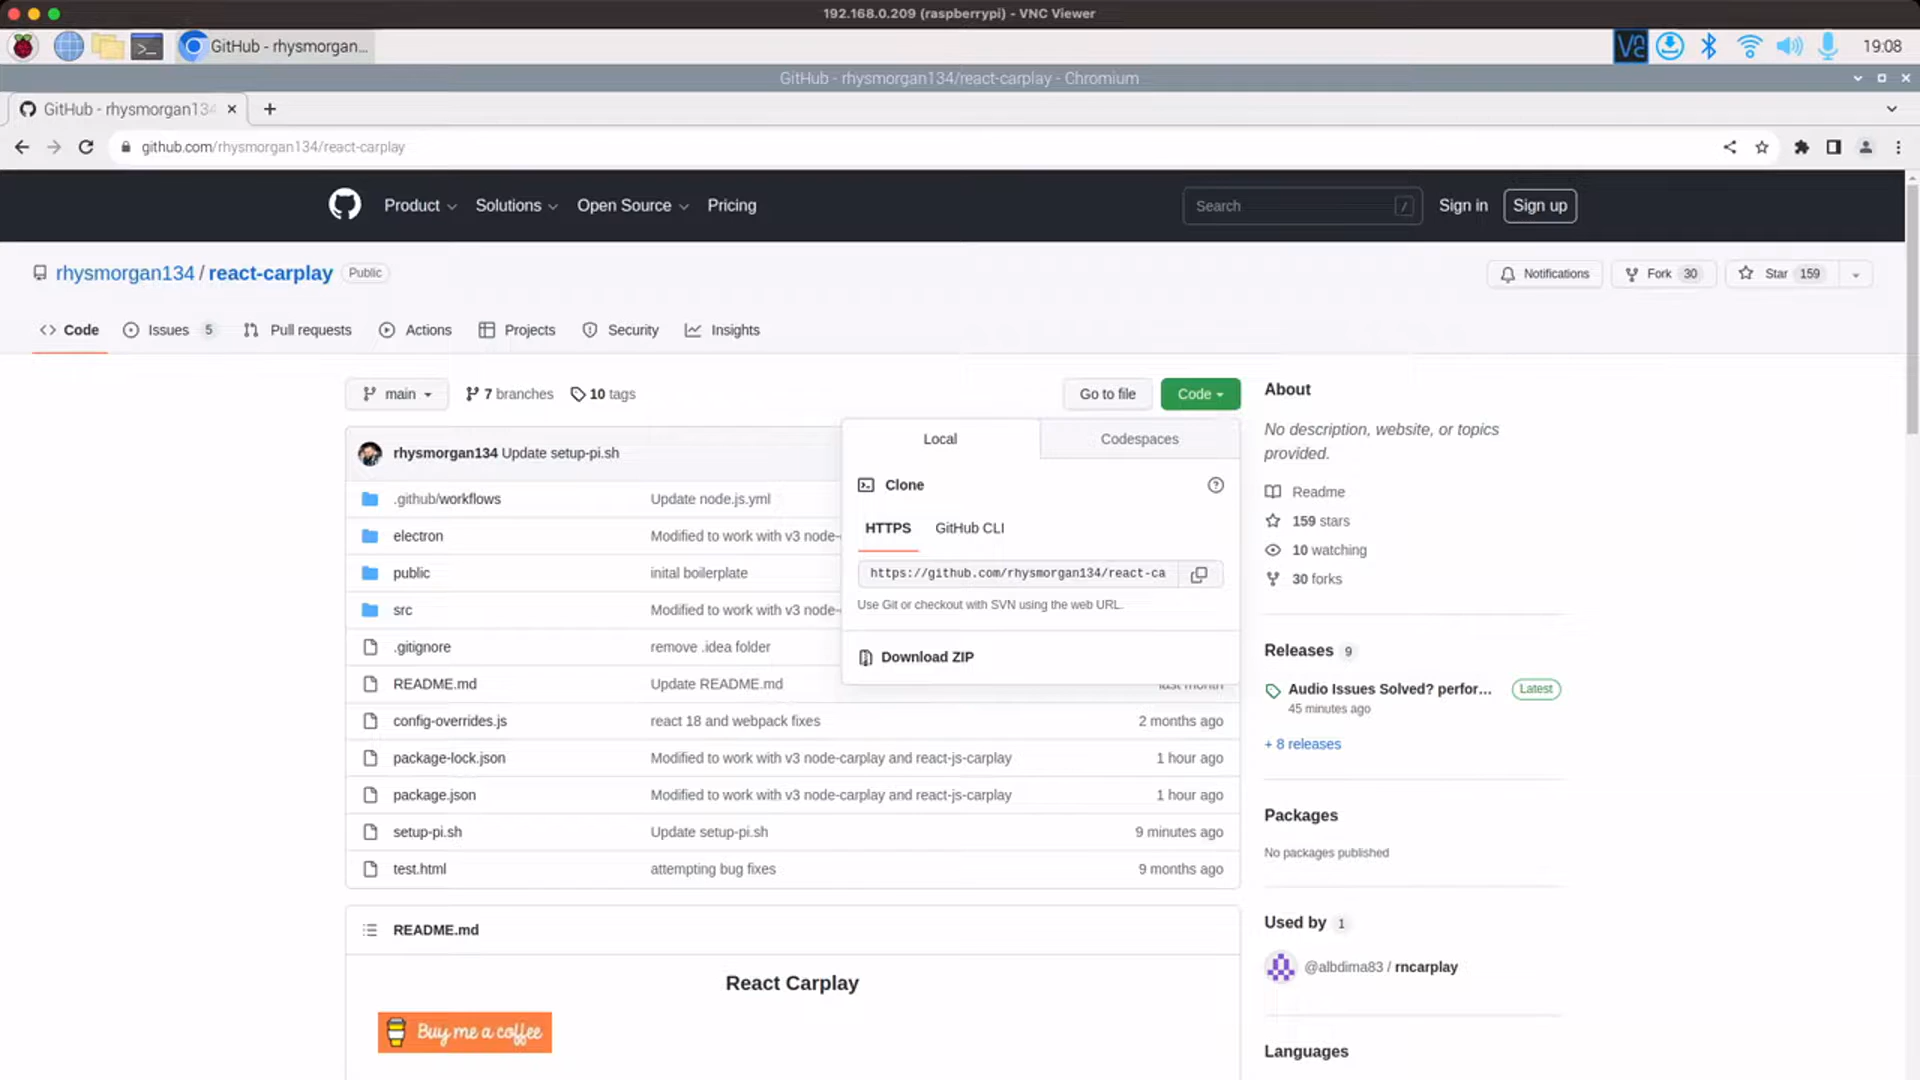 192.168.0.209 (raspberrypi) - VNC Viewer
GitHub - rhysmorgan...
19:08
GitHub - rhysmorgan134/react-carplay - Chromium
GitHub - rhysmorgan134
github.com/rhysmorgan134/react-carplay
Product
Solutions
Open Source
Pricing
Search /
Sign in
Sign up
rhysmorgan134 / react-carplay Public
Notifications
Fork 30
Star 159
Code
Issues 5
Pull requests
Actions
Projects
Security
Insights
main
7 branches
10 tags
Go to file
Code
rhysmorgan134 Update setup-pi.sh
.github/workflows Update node.js.yml
electron Modified to work with v3 node-
public inital boilerplate
src Modified to work with v3 node-
.gitignore remove .idea folder
README.md Update README.md last month
config-overrides.js react 18 and webpack fixes 2 months ago
package-lock.json Modified to work with v3 node-carplay and react-js-carplay 1 hour ago
package.json Modified to work with v3 node-carplay and react-js-carplay 1 hour ago
setup-pi.sh Update setup-pi.sh 9 minutes ago
test.html attempting bug fixes 9 months ago
Local
Codespaces
Clone
HTTPS
GitHub CLI
https://github.com/rhysmorgan134/react-ca
Use Git or checkout with SVN using the web URL.
Download ZIP
README.md
React Carplay
Buy me a coffee
About
No description, website, or topics
provided.
Readme
159 stars
10 watching
30 forks
Releases 9
Audio Issues Solved? perfor... Latest
45 minutes ago
+ 8 releases
Packages
No packages published
Used by 1
@albdima83 / rncarplay
Languages